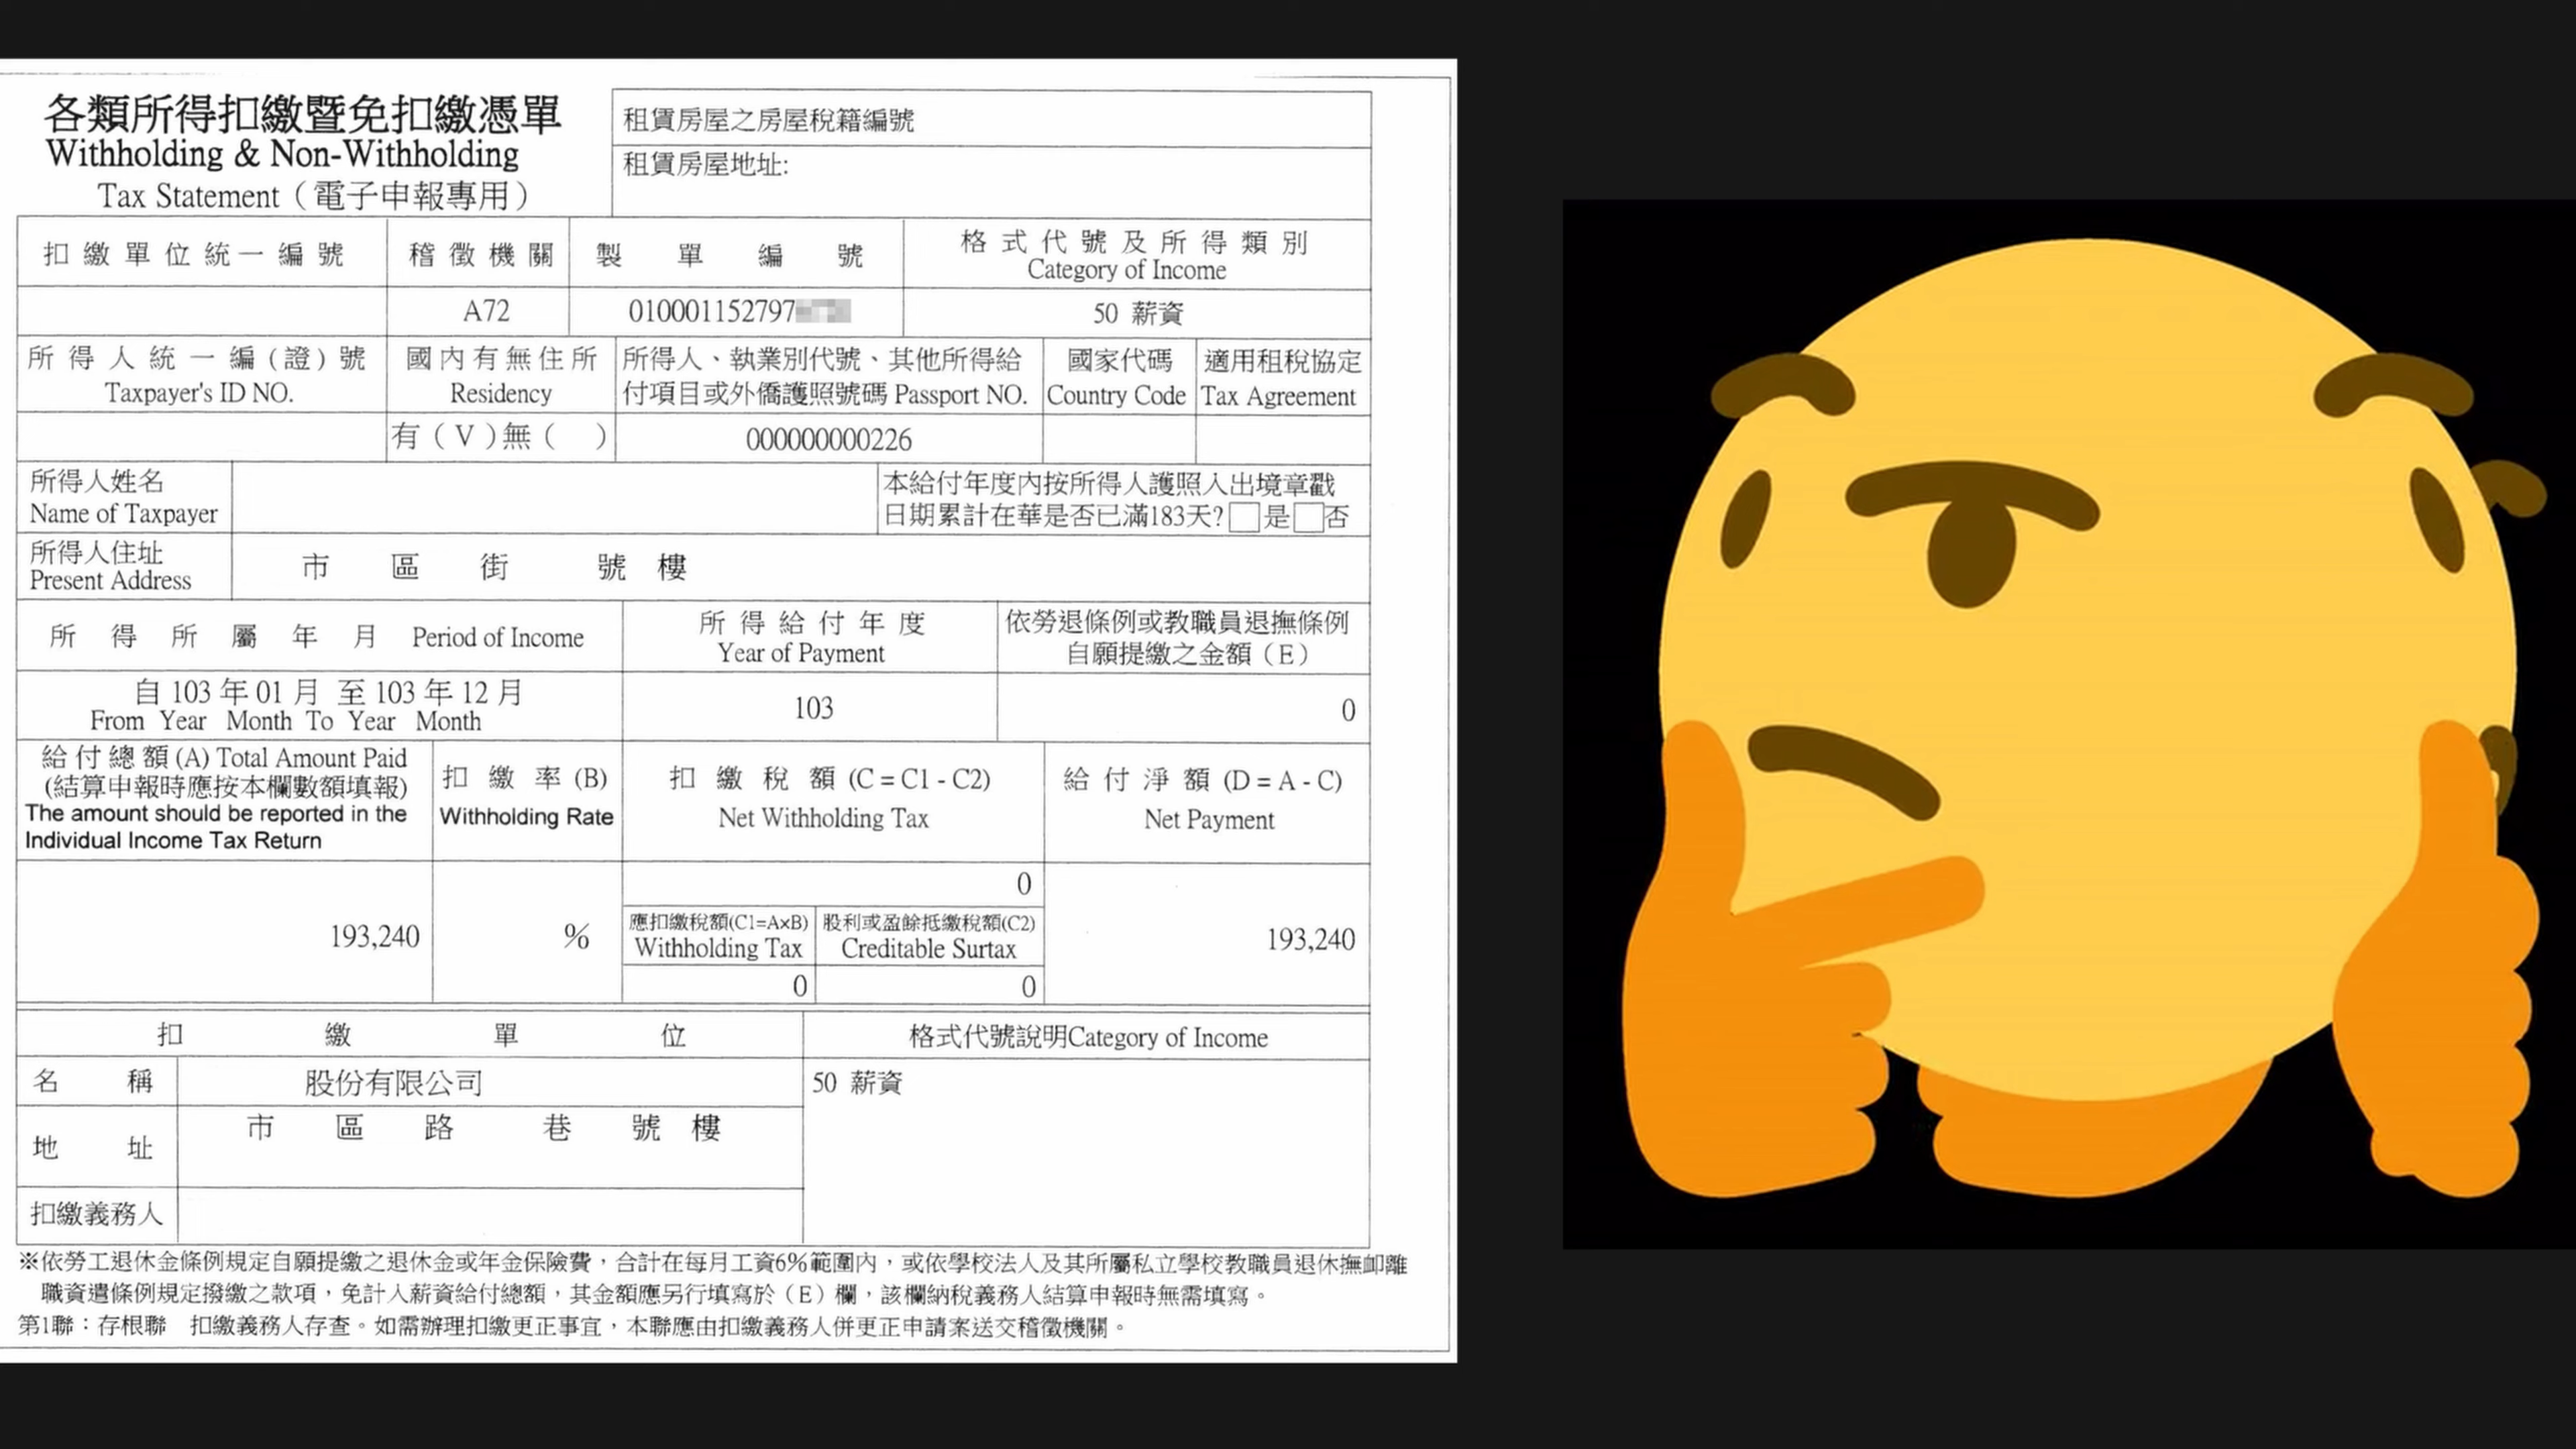 各類所得扣繳暨免扣繳憑單
Withholding & Non-Withholding
Tax Statement（電子申報專用）
租賃房屋之房屋稅籍編號
租賃房屋地址:
扣繳單位統一編號
稽徵機關
製單編號
格式代號及所得類別
Category of Income
A72
010001152797
50 薪資
所得人統一編(證)號
Taxpayer's ID NO.
國內有無住所
Residency
所得人、執業別代號、其他所得給
付項目或外僑護照號碼 Passport NO.
國家代碼
Country Code
適用租稅協定
Tax Agreement
有（V）無（ ）
000000000226
所得人姓名
Name of Taxpayer
本給付年度內按所得人護照入出境章戳
日期累計在華是否已滿183天?□是□否
所得人住址
Present Address
市 區 街 號 樓
所得所屬年月 Period of Income
所得給付年度
Year of Payment
依勞退條例或教職員退撫條例
自願提繳之金額（E）
自 103 年 01 月 至 103 年 12 月
From Year Month To Year Month
103
0
給付總額 (A) Total Amount Paid
(結算申報時應按本欄數額填報)
The amount should be reported in the
Individual Income Tax Return
扣繳率 (B)
Withholding Rate
扣繳稅額 (C = C1 - C2)
Net Withholding Tax
給付淨額 (D = A - C)
Net Payment
193,240
%
0
應扣繳稅額(C1=A×B)
Withholding Tax
股利或盈餘抵繳稅額(C2)
Creditable Surtax
0
0
193,240
扣繳單位
格式代號說明Category of Income
名稱
股份有限公司
50 薪資
地址
市 區 路 巷 號 樓
扣繳義務人
※依勞工退休金條例規定自願提繳之退休金或年金保險費，合計在每月工資6%範圍內，或依學校法人及其所屬私立學校教職員退休撫卹離
職資遣條例規定撥繳之款項，免計入薪資給付總額，其金額應另行填寫於（E）欄，該欄納稅義務人結算申報時無需填寫。
第1聯：存根聯 扣繳義務人存查。如需辦理扣繳更正事宜，本聯應由扣繳義務人併更正申請案送交稽徵機關。